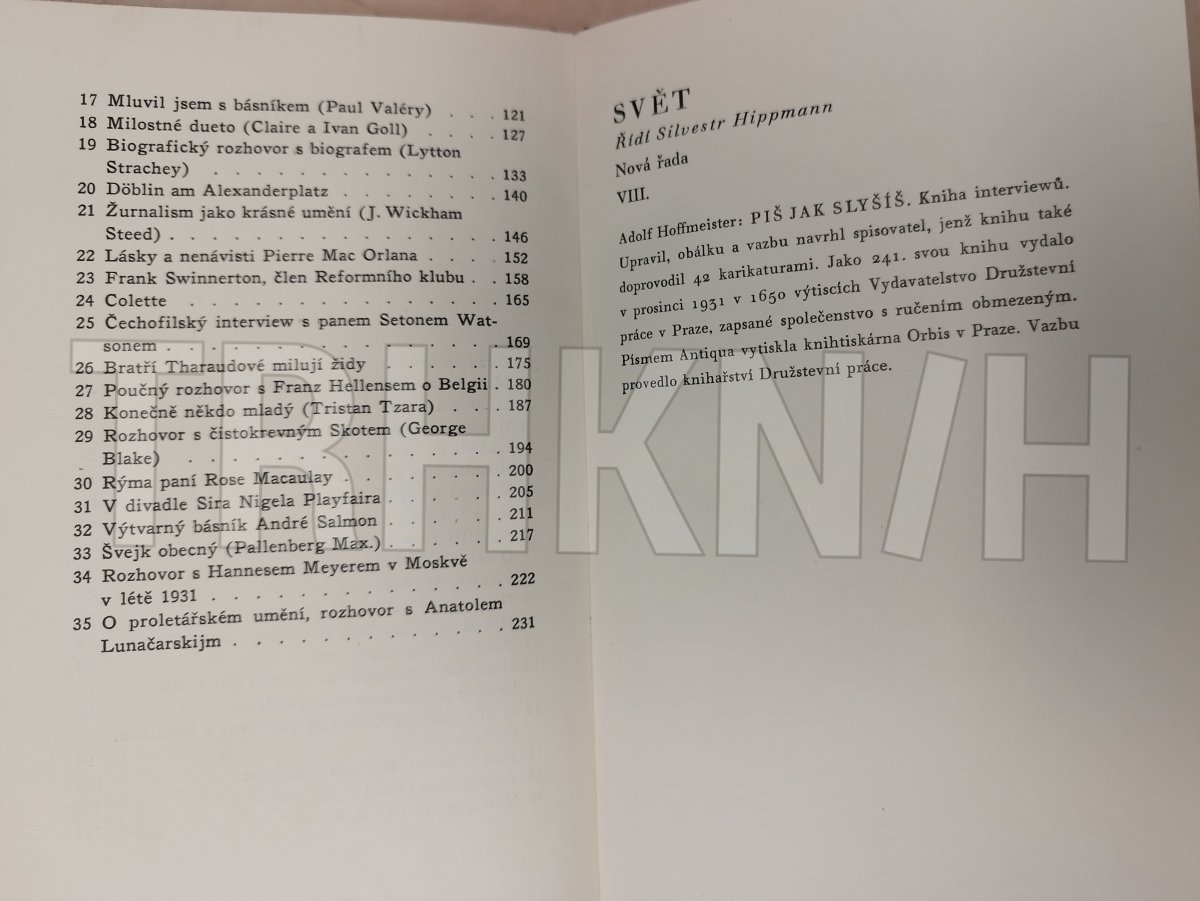 17 Mluvil jsem s básníkem (Paul Valéry) . . . 121
18 Milostné dueto (Claire a Ivan Goll) . . . . 127
19 Biografický rozhovor s biografem (Lytton
Strachey) . . . . . . . . . . . . . 133
20 Döblin am Alexanderplatz . . . . . . . 140
21 Žurnalism jako krásné umění (J. Wickham
Steed) . . . . . . . . . . . . . . . 146
22 Lásky a nenávisti Pierre Mac Orlana . . . . 152
23 Frank Swinnerton, člen Reformního klubu . . 158
24 Colette . . . . . . . . . . . . . . 165
25 Čechofilský interview s panem Setonem Wat-
sonem . . . . . . . . . . . . . . . 169
26 Bratří Tharaudové milují židy . . . . . . 175
27 Poučný rozhovor s Franz Hellensem o Belgii . 180
28 Konečně někdo mladý (Tristan Tzara) . . . 187
29 Rozhovor s čistokrevným Skotem (George
Blake) . . . . . . . . . . . . . . 194
30 Rýma paní Rose Macaulay . . . . . . . 200
31 V divadle Sira Nigela Playfaira . . . . . 205
32 Výtvarný básník André Salmon . . . . . 211
33 Švejk obecný (Pallenberg Max.) . . . . . 217
34 Rozhovor s Hannesem Meyerem v Moskvě
v létě 1931 . . . . . . . . . . . . . 222
35 O proletářském umění, rozhovor s Anatolem
Lunačarskijm . . . . . . . . . . . . 231
SVĚT
Řídí Silvestr Hippmann
Nová řada
VIII.
Adolf Hoffmeister: PIŠ JAK SLYŠÍŠ. Kniha interviewů.
Upravil, obálku a vazbu navrhl spisovatel, jenž knihu také
doprovodil 42 karikaturami. Jako 241. svou knihu vydalo
v prosinci 1931 v 1650 výtiscích Vydavatelstvo Družstevní
práce v Praze, zapsané společenstvo s ručením obmezeným.
Písmem Antiqua vytiskla knihtiskárna Orbis v Praze. Vazbu
provedlo knihařství Družstevní práce.
TRHKN/H